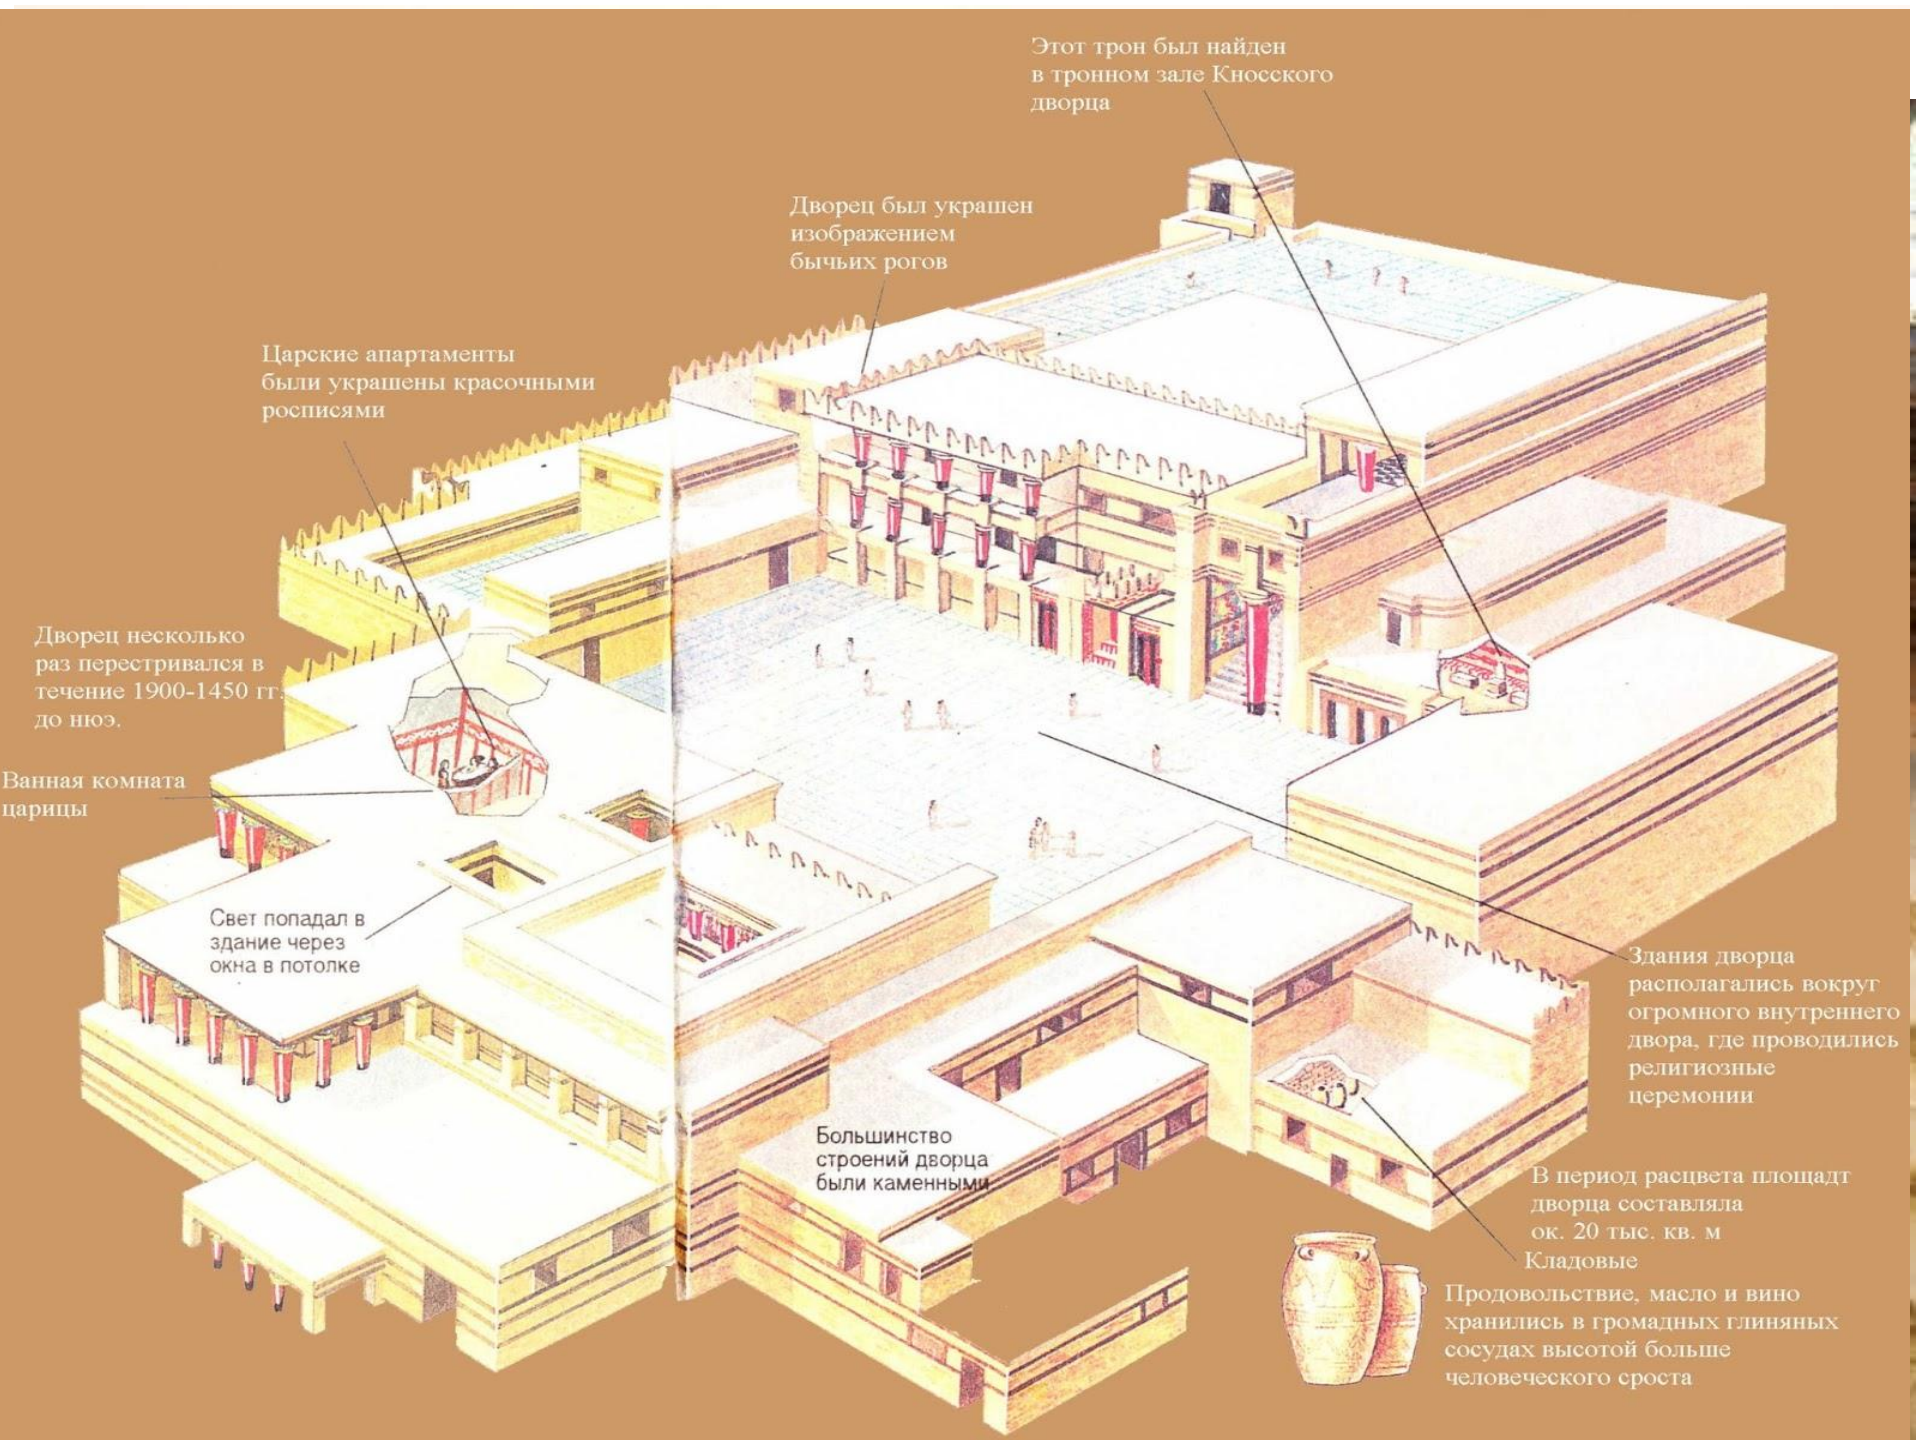 Этот трон был найден
в тронном зале Кносского
дворца
Дворец был украшен
изображением
бычьих рогов
Царские апартаменты
были украшены красочными
росписями
Дворец несколько
раз перестривался в
течение 1900-1450 гг.
до нюэ.
Ванная комната
царицы
Свет попадал в
здание через
окна в потолке
Большинство
строений дворца
были каменными.
Здания дворца
располагались вокруг
огромного внутреннего
двора, где проводились
религиозные
церемонии
В период расцвета площадт
дворца составляла
ок. 20 тыс. кв. м
Кладовые
Продовольствие, масло и вино
хранились в громадных глиняных
сосудах высотой больше
человеческого сроста